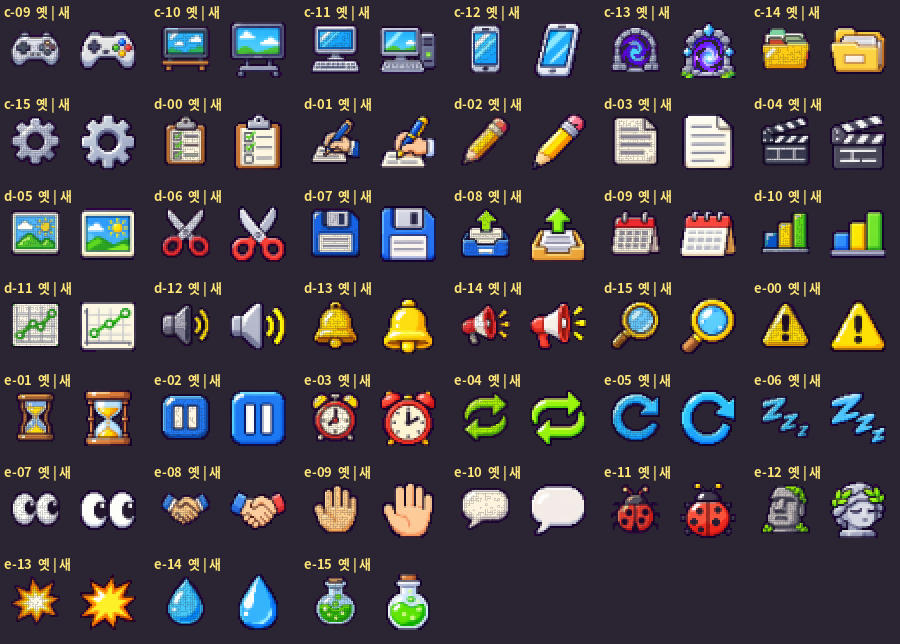 c-09 옛|새 c-10 옛|새 c-11 옛|새 c-12 옛|새 c-13 옛|새 c-14 옛|새
c-15 옛|새 d-00 옛|새 d-01 옛|새 d-02 옛|새 d-03 옛|새 d-04 옛|새
d-05 옛|새 d-06 옛|새 d-07 옛|새 d-08 옛|새 d-09 옛|새 d-10 옛|새
d-11 옛|새 d-12 옛|새 d-13 옛|새 d-14 옛|새 d-15 옛|새 e-00 옛|새
e-01 옛|새 e-02 옛|새 e-03 옛|새 e-04 옛|새 e-05 옛|새 e-06 옛|새
e-07 옛|새 e-08 옛|새 e-09 옛|새 e-10 옛|새 e-11 옛|새 e-12 옛|새
e-13 옛|새 e-14 옛|새 e-15 옛|새